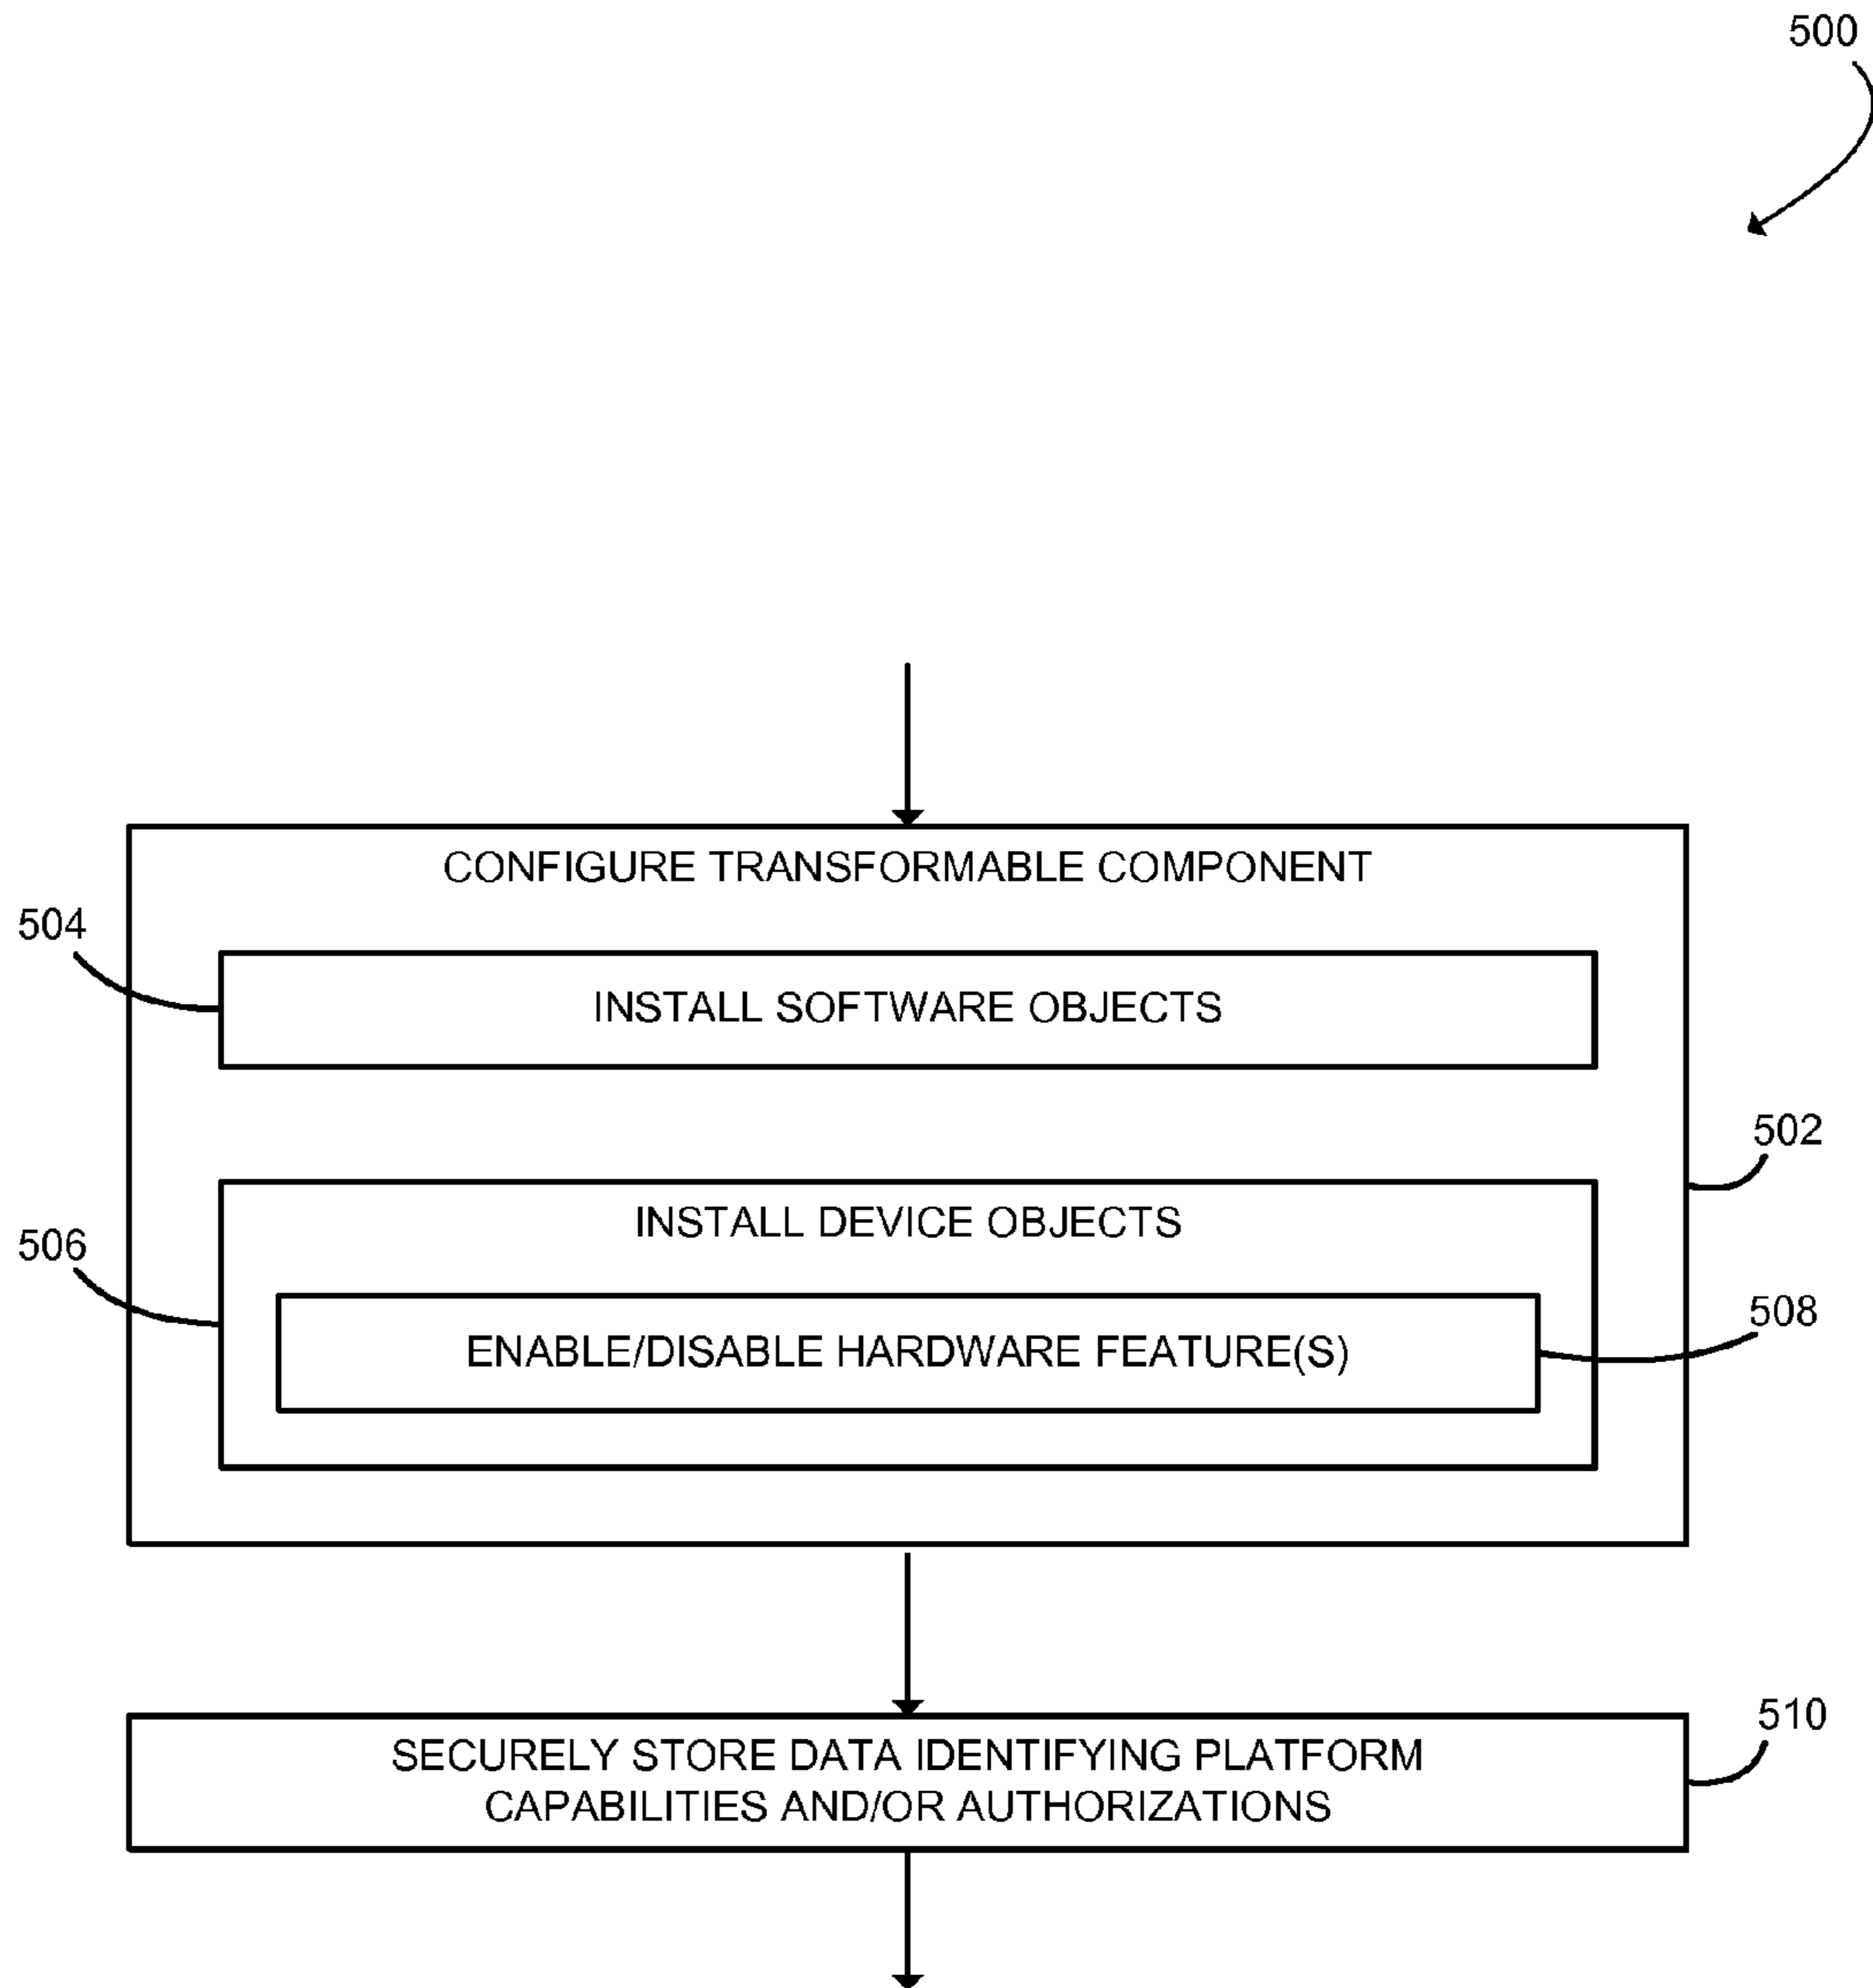 500
CONFIGURE TRANSFORMABLE COMPONENT
504
INSTALL SOFTWARE OBJECTS
502
INSTALL DEVICE OBJECTS
506
508
ENABLE/DISABLE HARDWARE FEATURE(S)
510
SECURELY STORE DATA IDENTIFYING PLATFORM
CAPABILITIES AND/OR AUTHORIZATIONS